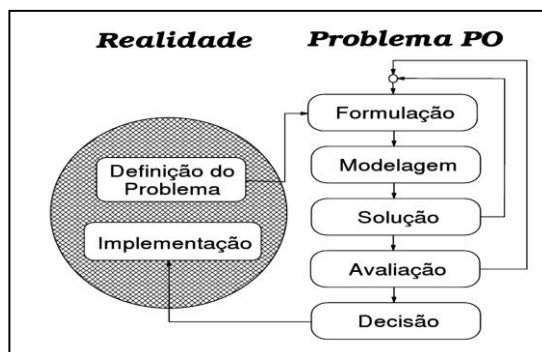 Realidade
Problema PO
Formulação
Definição do
Problema
Modelagem
Implementação
Solução
Avaliação
Decisão